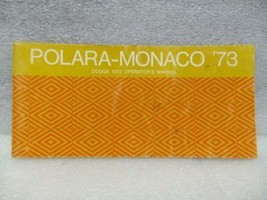 POLARA-MONACO '73
DODGE 1973 OPERATOR'S MANUAL